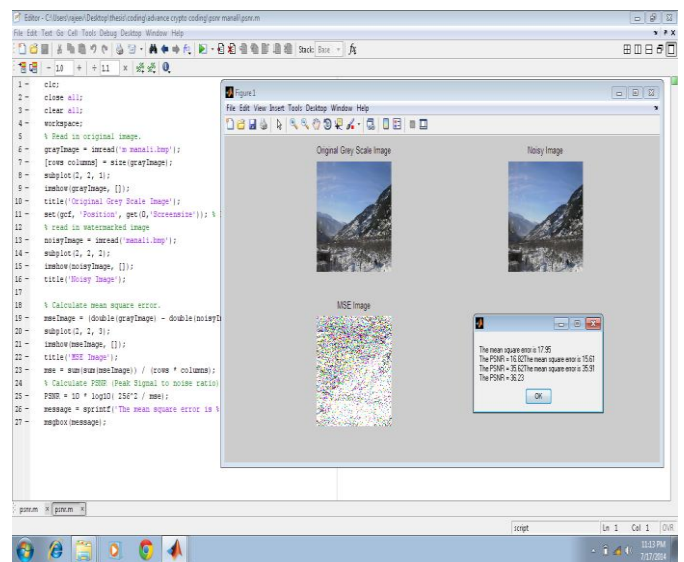 Editor - C:\Users\rajeev\Desktop\thesis\coding\advance crypto coding\psnr manali\psnr.m
File Edit Text Go Cell Tools Debug Desktop Window Help
Stack: Base
- 1.0 + ÷ 1.1 ×
1 - clc;
2 - close all;
3 - clear all;
4 - workspace;
5 % Read in original image.
6 - grayImage = imread('m manali.bmp');
7 - [rows columns] = size(grayImage);
8 - subplot(2, 2, 1);
9 - imshow(grayImage, []);
10 - title('Original Grey Scale Image');
11 - set(gcf, 'Position', get(0,'Screensize')); %
12 % read in watermarked image
13 - noisyImage = imread('manali.bmp');
14 - subplot(2, 2, 2);
15 - imshow(noisyImage, []);
16 - title('Noisy Image');
17
18 % Calculate mean square error.
19 - mseImage = (double(grayImage) - double(noisyI
20 - subplot(2, 2, 3);
21 - imshow(mseImage, []);
22 - title('MSE Image');
23 - mse = sum(sum(mseImage)) / (rows * columns);
24 % Calculate PSNR (Peak Signal to noise ratio)
25 - PSNR = 10 * log10( 256^2 / mse);
26 - message = sprintf('The mean square error is %
27 - msgbox(message);
Figure 1
File Edit View Insert Tools Desktop Window Help
Original Grey Scale Image
Noisy Image
MSE Image
The mean square error is 17.95
The PSNR = 16.82The mean square error is 15.61
The PSNR = 35.62The mean square error is 35.91
The PSNR = 36.23
OK
psnr.m × psnr.m ×
script Ln 1 Col 1 OVR
11:13 PM
7/17/2014